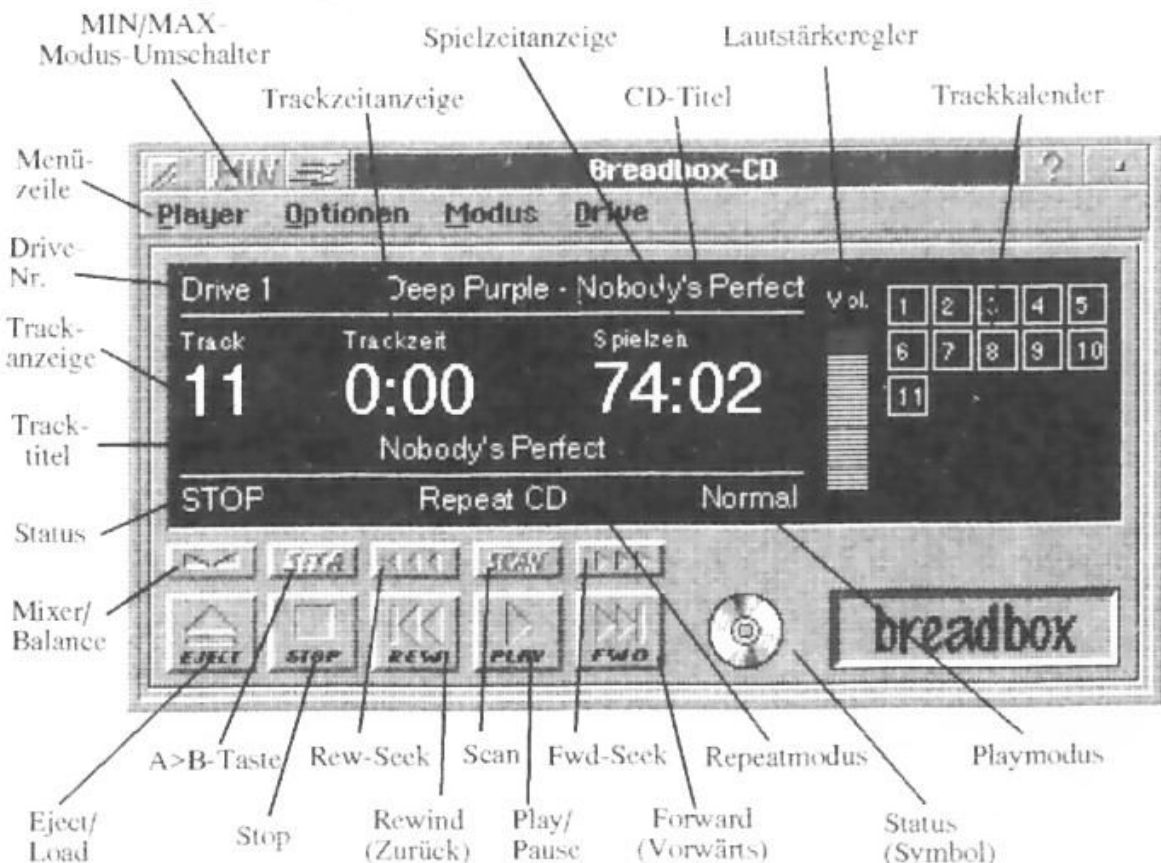 MIN/MAX-
Modus-Umschalter
Spielzeitanzeige
Lautstärkeregler
Trackzeitanzeige
CD-Titel
Trackkalender
Menü-
zeile
MIN
Breadbox-CD
?
Player Optionen Modus Drive
Drive-
Nr.
Drive 1
Deep Purple - Nobody's Perfect
Vol.
1 2 3 4 5
6 7 8 9 10
11
Track-
anzeige
Track Trackzeit Spielzeit
11 0:00 74:02
Track-
titel
Nobody's Perfect
Status
STOP Repeat CD Normal
SCAN
Mixer/
Balance
EJECT STOP REW PLAY FWD
breadbox
A>B-Taste
Rew-Seek
Scan
Fwd-Seek
Repeatmodus
Playmodus
Eject/
Load
Stop
Rewind
(Zurück)
Play/
Pause
Forward
(Vorwärts)
Status
(Symbol)